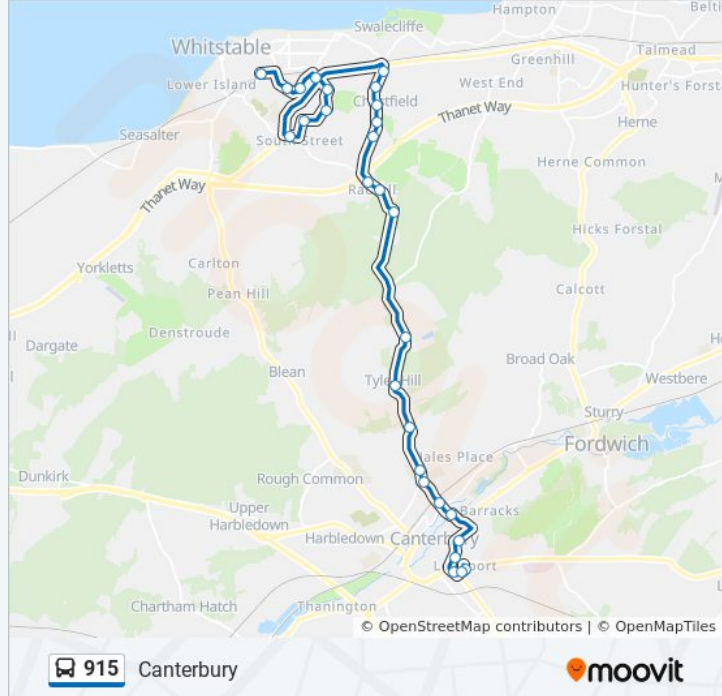 Hampton
Belti
Swalecliffe
Whitstable
Greenhill
Talmead
Lower Island
West End
Hunter's Forsta
Chestfield
Thanet Way
Herne
Seasalter
South Street
Herne Common
Thanet Way
Radfall
Hicks Forstal
Yorkletts
Carlton
Pean Hill
Calcott
Denstroude
Dargate
Broad Oak
Blean
Tyler Hill
Westbere
Sturry
Fordwich
Hales Place
Dunkirk
Rough Common
Upper
Harbledown
Barracks
Harbledown
Canterbury
Longport
Chartham Hatch
Thanington
© OpenStreetMap contributors | © OpenMapTiles
915 Canterbury
moovit